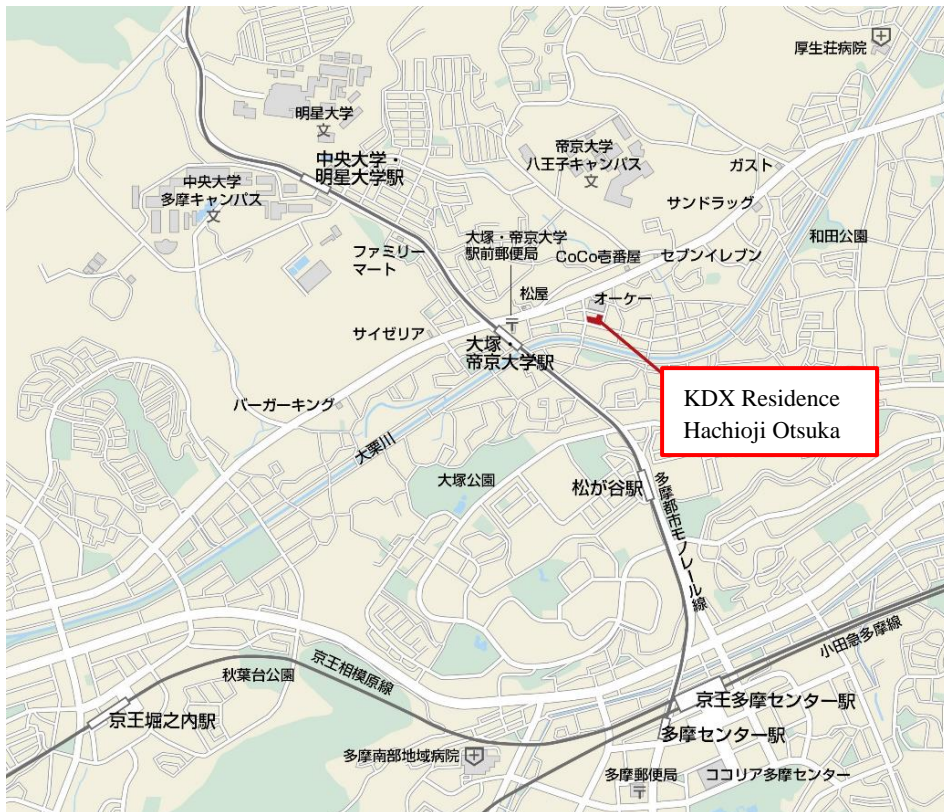 厚生荘病院
明星大学
文
中央大学・
明星大学駅
帝京大学
八王子キャンパス
文
ガスト
中央大学
多摩キャンパス
文
サンドラッグ
ファミリー
マート
大塚・帝京大学
駅前郵便局
CoCo壱番屋
セブンイレブン
和田公園
松屋
オーケー
サイゼリア
大塚・
帝京大学駅
KDX Residence
Hachioji Otsuka
バーガーキング
大栗川
大塚公園
松が谷駅
多摩都市モノレール線
小田急多摩線
秋葉台公園
京王相模原線
京王堀之内駅
京王多摩センター駅
多摩センター駅
多摩南部地域病院
多摩郵便局
ココリア多摩センター